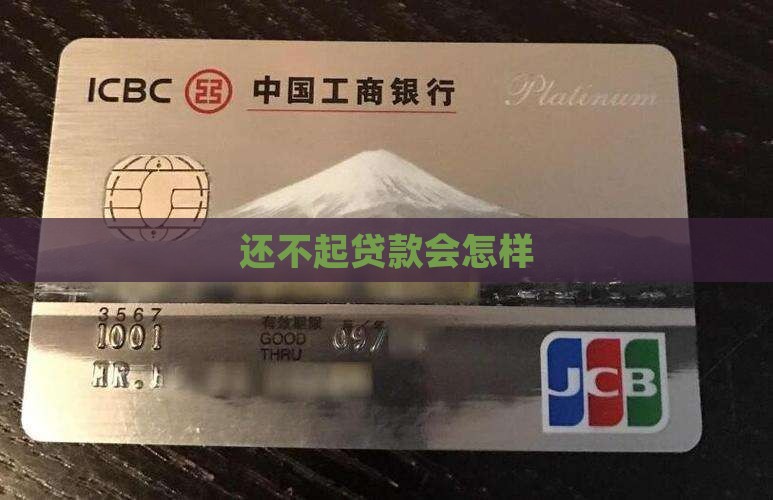 ICBC 中国工商银行 Platinum
还不起贷款会怎样
3567
1001 有效期限
GOOD
THRU
MR.
JCB